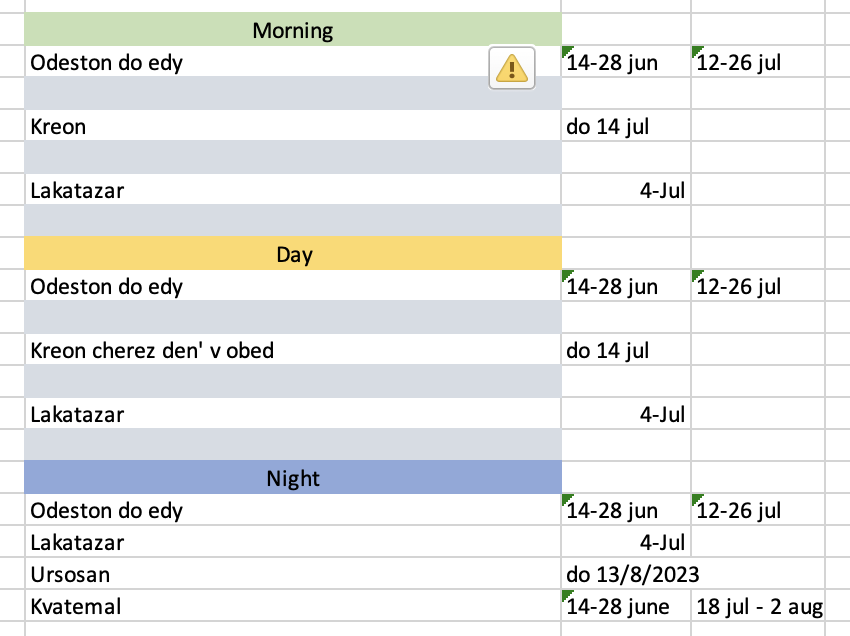 Morning
Odeston do edy 14-28 jun 12-26 jul
Kreon do 14 jul
Lakatazar 4-Jul
Day
Odeston do edy 14-28 jun 12-26 jul
Kreon cherez den' v obed do 14 jul
Lakatazar 4-Jul
Night
Odeston do edy 14-28 jun 12-26 jul
Lakatazar 4-Jul
Ursosan do 13/8/2023
Kvatemal 14-28 june 18 jul - 2 aug